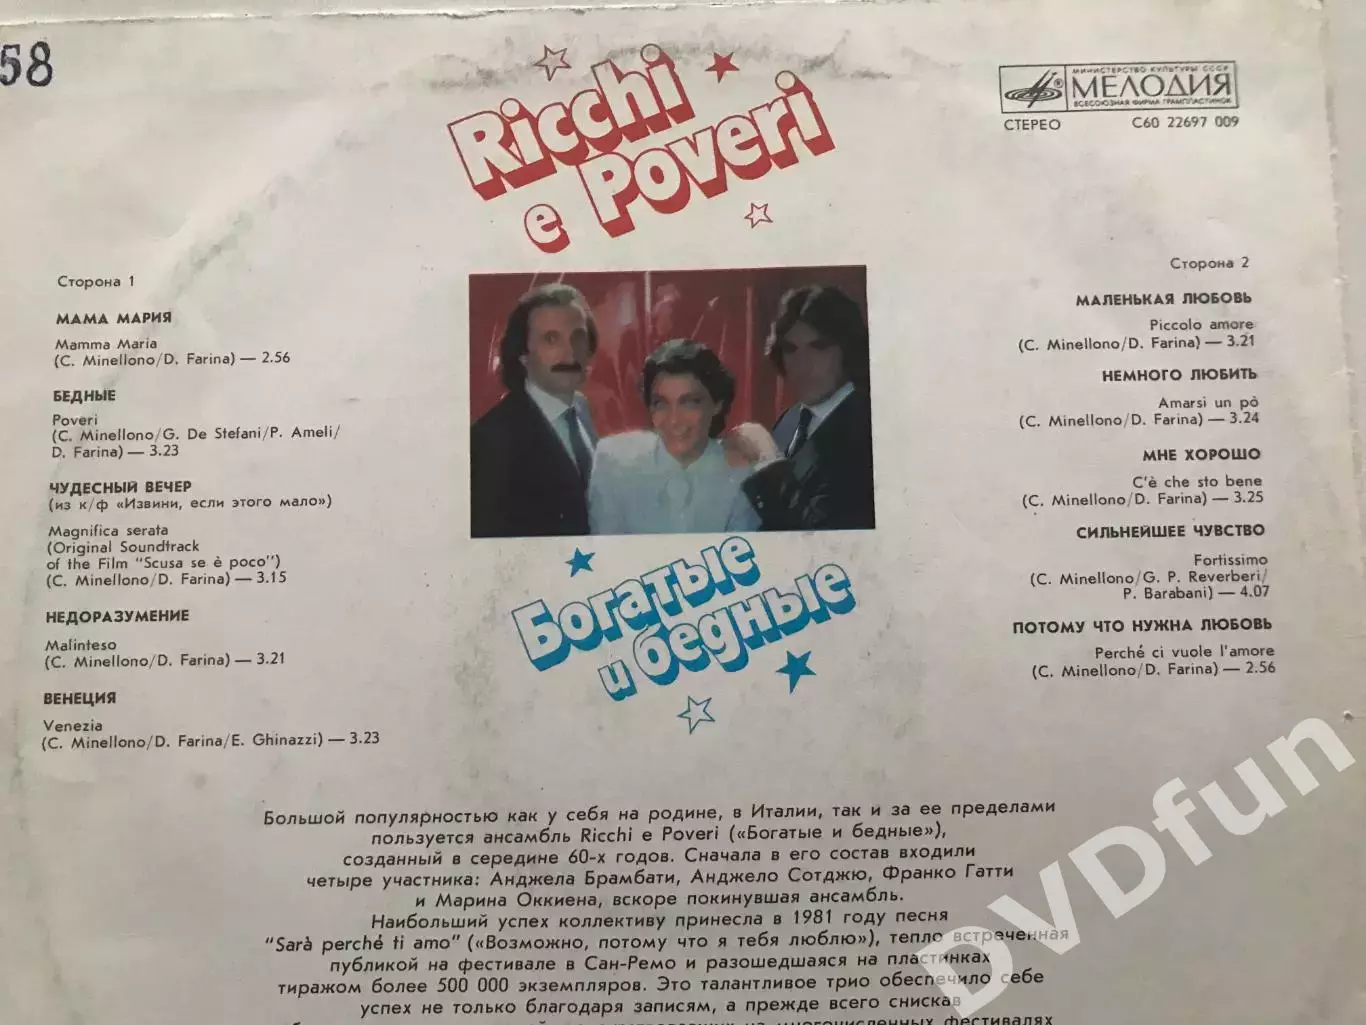 58
Ricchi
e Poveri
МИНИСТЕРСТВО КУЛЬТУРЫ СССР
МЕЛОДИЯ
ВСЕСОЮЗНАЯ ФИРМА ГРАМПЛАСТИНОК
СТЕРЕО С60 22697 009
Сторона 1
МАМА МАРИЯ
Mamma Maria
(C. Minellono/D. Farina) — 2.56
БЕДНЫЕ
Poveri
(C. Minellono/G. De Stefani/P. Ameli/
D. Farina) — 3.23
ЧУДЕСНЫЙ ВЕЧЕР
(из к/ф «Извини, если этого мало»)
Magnifica serata
(Original Soundtrack
of the Film "Scusa se è poco")
(C. Minellono/D. Farina) — 3.15
НЕДОРАЗУМЕНИЕ
Malinteso
(C. Minellono/D. Farina) — 3.21
ВЕНЕЦИЯ
Venezia
(C. Minellono/D. Farina/E. Ghinazzi) — 3.23
Сторона 2
МАЛЕНЬКАЯ ЛЮБОВЬ
Piccolo amore
(C. Minellono/D. Farina) — 3.21
НЕМНОГО ЛЮБИТЬ
Amarsi un pò
(C. Minellono/D. Farina) — 3.24
МНЕ ХОРОШО
C'è che sto bene
(C. Minellono/D. Farina) — 3.25
СИЛЬНЕЙШЕЕ ЧУВСТВО
Fortissimo
(C. Minellono/G. P. Reverberi/
P. Barabani) — 4.07
ПОТОМУ ЧТО НУЖНА ЛЮБОВЬ
Perché ci vuole l'amore
(C. Minellono/D. Farina) — 2.56
Богатые
и бедные
Большой популярностью как у себя на родине, в Италии, так и за ее пределами
пользуется ансамбль Ricchi e Poveri («Богатые и бедные»),
созданный в середине 60-х годов. Сначала в его состав входили
четыре участника: Анджела Брамбати, Анджело Сотджю, Франко Гатти
и Марина Оккиена, вскоре покинувшая ансамбль.
Наибольший успех коллективу принесла в 1981 году песня
"Sarà perché ti amo" («Возможно, потому что я тебя люблю»), тепло встреченная
публикой на фестивале в Сан-Ремо и разошедшаяся на пластинках
тиражом более 500 000 экземпляров. Это талантливое трио обеспечило себе
успех не только благодаря записям, а прежде всего снискав
на многочисленных фестивалях
DVDfun